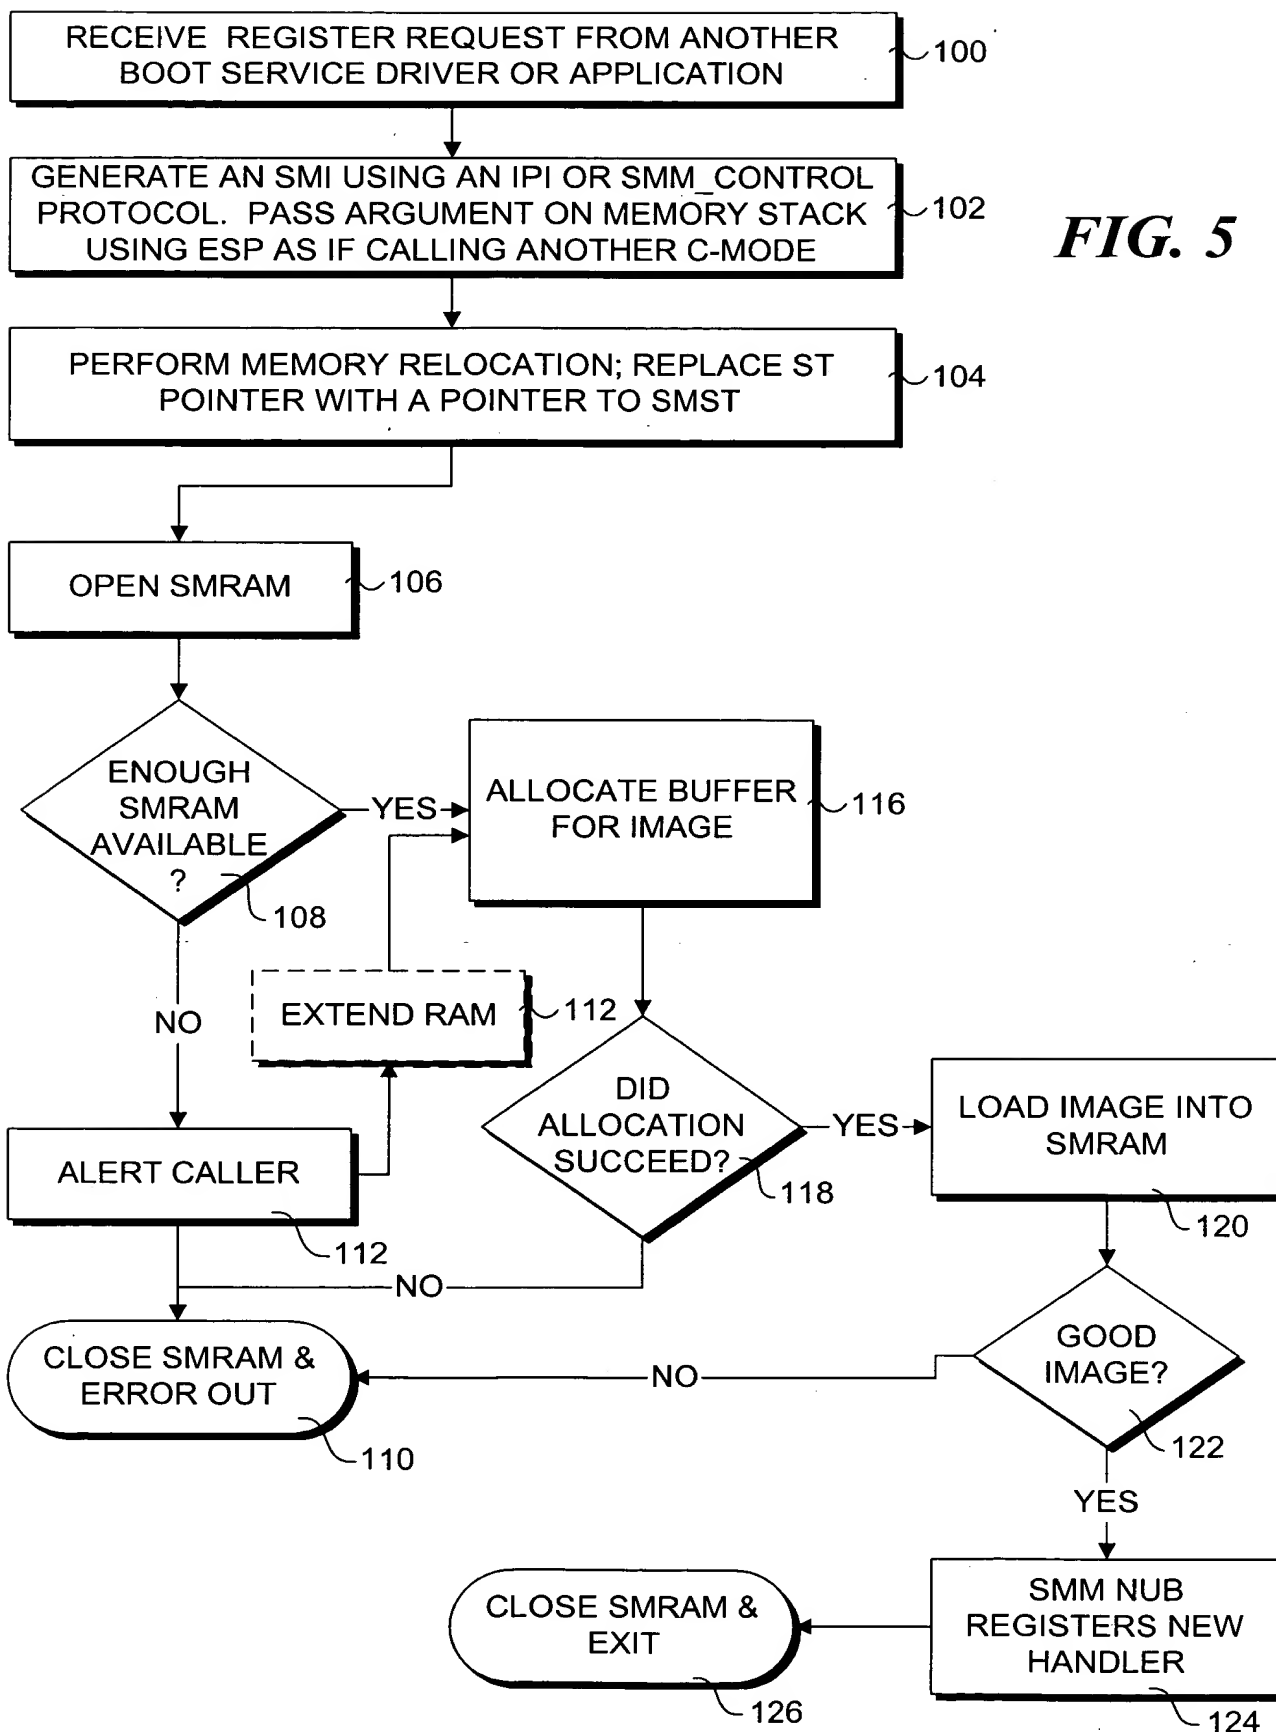 RECEIVE REGISTER REQUEST FROM ANOTHER
BOOT SERVICE DRIVER OR APPLICATION
100
GENERATE AN SMI USING AN IPI OR SMM_CONTROL
PROTOCOL. PASS ARGUMENT ON MEMORY STACK
USING ESP AS IF CALLING ANOTHER C-MODE
102
FIG. 5
PERFORM MEMORY RELOCATION; REPLACE ST
POINTER WITH A POINTER TO SMST
104
OPEN SMRAM
106
ENOUGH
SMRAM
AVAILABLE
?
108
YES
ALLOCATE BUFFER
FOR IMAGE
116
NO
EXTEND RAM
112
DID
ALLOCATION
SUCCEED?
118
YES
LOAD IMAGE INTO
SMRAM
120
ALERT CALLER
112
NO
CLOSE SMRAM &
ERROR OUT
110
NO
GOOD
IMAGE?
122
YES
SMM NUB
REGISTERS NEW
HANDLER
124
CLOSE SMRAM &
EXIT
126